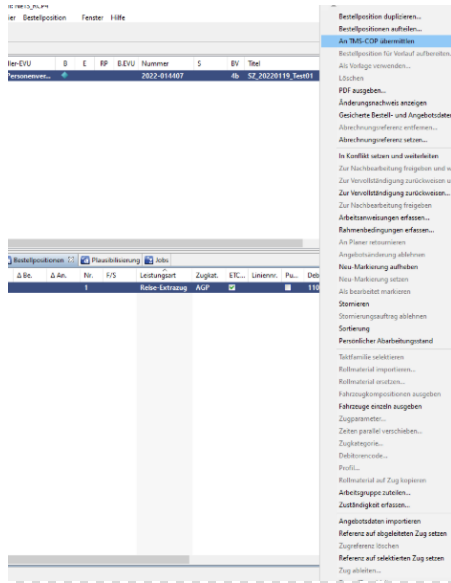 ier Bestellposition Fenster Hilfe
ller-EVU B E RP B.EVU Nummer S BV Titel
Personenver... 2022-014407 4b SZ_20220119_Test01
Bestellpositionen Plausibilisierung Jobs
Δ Be. Δ An. Nr. F/S Leistungsart Zugkat. ETC... Liniennr. Pu... Deb
1 Reise-Extrazug AGP 110
Bestellposition duplizieren...
Bestellpositionen aufteilen...
An TMS-COP übermitteln
Bestellposition für Vorlauf aufbereiten
Als Vorlage verwenden...
Löschen
PDF ausgeben...
Änderungsnachweis anzeigen
Gesicherte Bestell- und Angebotsdaten
Abrechnungsreferenz entfernen...
Abrechnungsreferenz setzen...
In Konflikt setzen und weiterleiten
Zur Nachbearbeitung freigeben und w
Zur Vervollständigung zurückweisen u
Zur Vervollständigung zurückweisen...
Zur Nachbearbeitung freigeben
Arbeitsanweisungen erfassen...
Rahmenbedingungen erfassen...
An Planer retournieren
Angebotsänderung ablehnen
Neu-Markierung aufheben
Neu-Markierung setzen
Als bearbeitet markieren
Stornieren
Stornierungsauftrag ablehnen
Sortierung
Persönlicher Abarbeitungsstand
Taktfamilie selektieren
Rollmaterial importieren...
Rollmaterial ersetzen...
Fahrzeugkompositionen ausgeben
Fahrzeuge einzeln ausgeben
Zugparameter...
Zeiten parallel verschieben...
Zugkategorie...
Debitorencode...
Profil...
Rollmaterial auf Zug kopieren
Arbeitsgruppe zuteilen...
Zuständigkeit erfassen...
Angebotsdaten importieren
Referenz auf abgeleiteten Zug setzen
Zugreferenz löschen
Referenz auf selektierten Zug setzen
Zug ableiten...